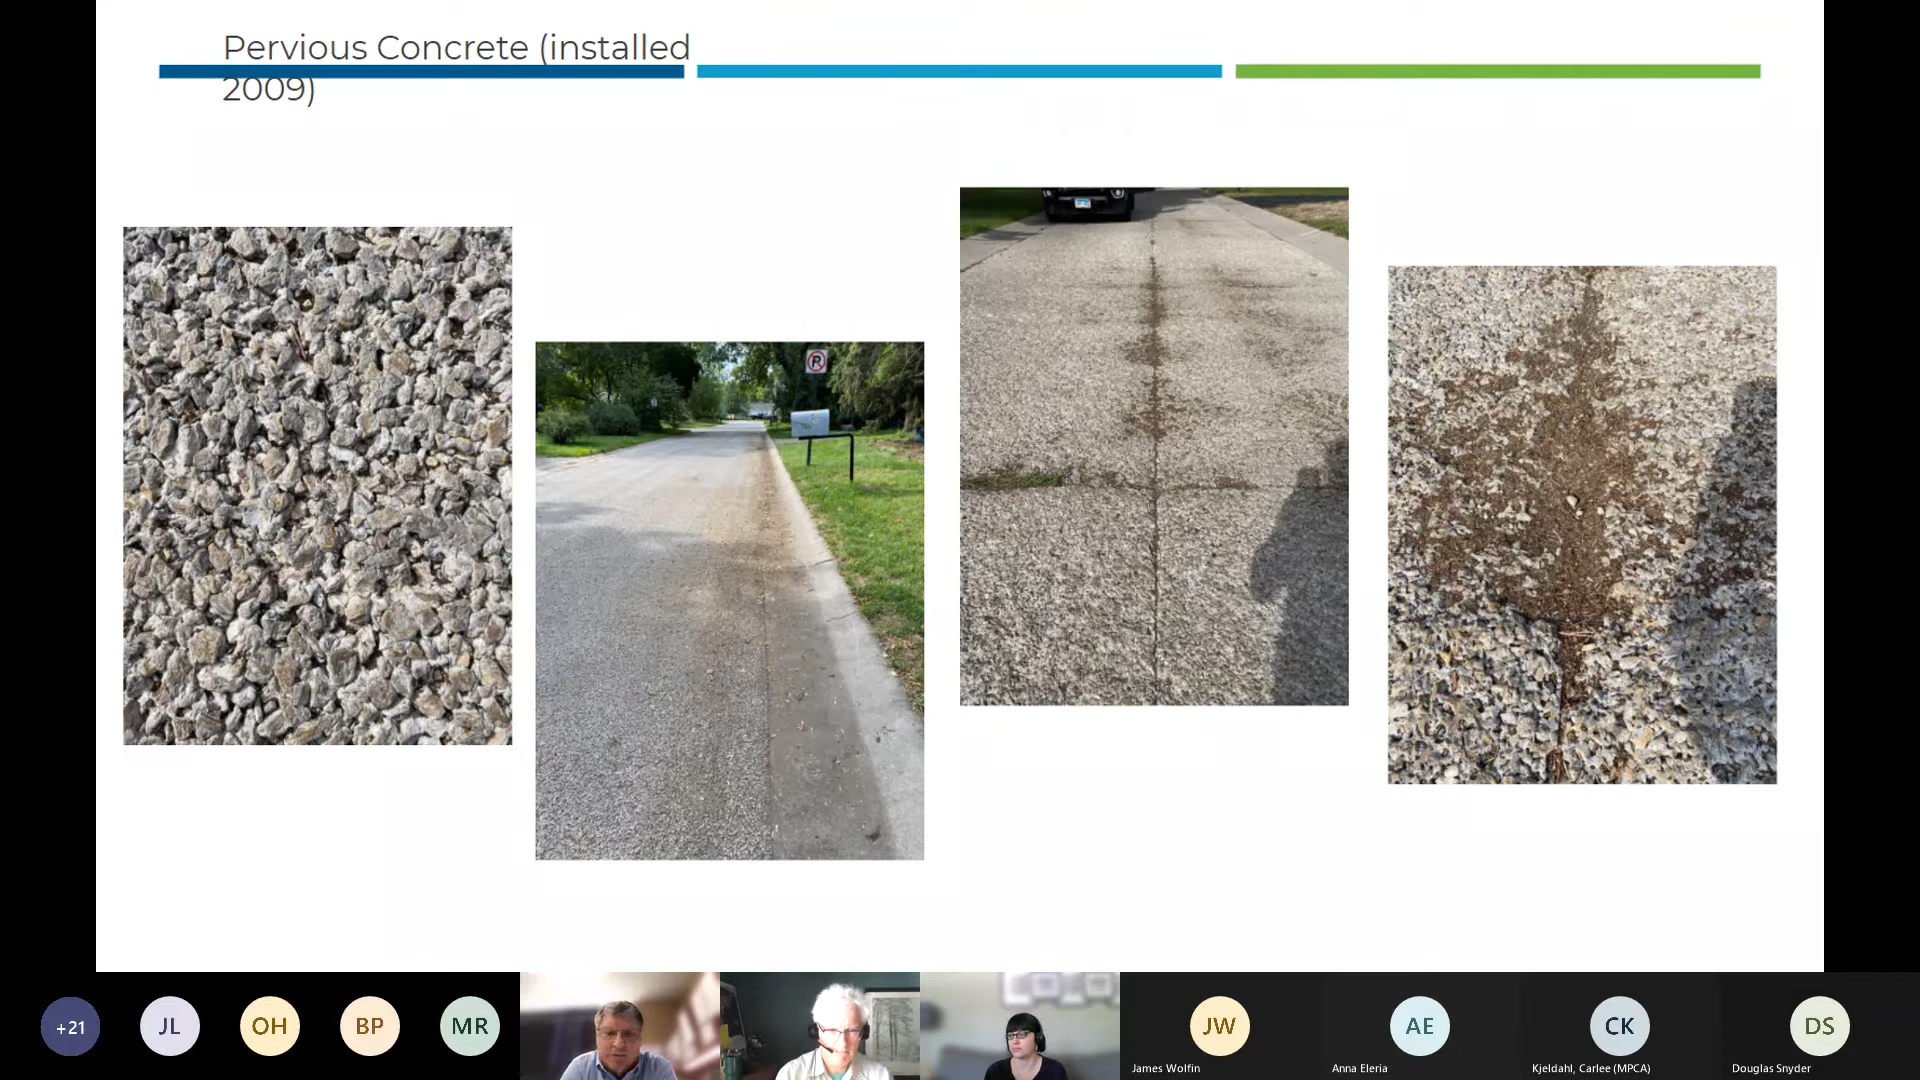 Pervious Concrete (installed
2009)
P
+21
JL
OH
BP
MR
JW
AE
CK
DS
James Wolfin
Anna Eleria
Kjeldahl, Carlee (MPCA)
Douglas Snyder